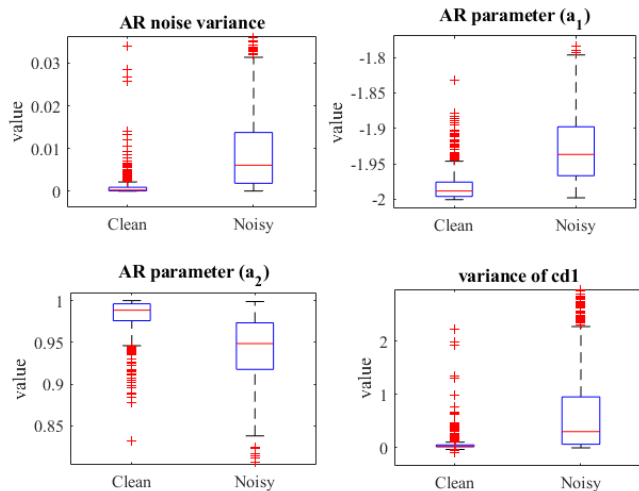 AR noise variance
value
0.03
0.02
0.01
0
Clean Noisy
AR parameter (a1)
value
-1.8
-1.85
-1.9
-1.95
-2
Clean Noisy
AR parameter (a2)
value
1
0.95
0.9
0.85
Clean Noisy
variance of cd1
value
2
1
0
Clean Noisy